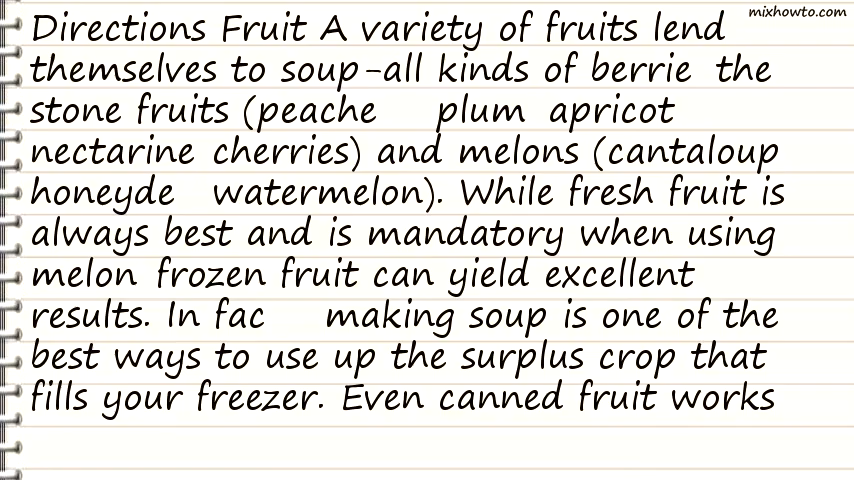 mixhowto.com
Directions Fruit A variety of fruits lend
themselves to soup-all kinds of berrie the
stone fruits (peache plum apricot
nectarine cherries) and melons (cantaloup
honeyde watermelon). While fresh fruit is
always best and is mandatory when using
melon frozen fruit can yield excellent
results. In fac making soup is one of the
best ways to use up the surplus crop that
fills your freezer. Even canned fruit works